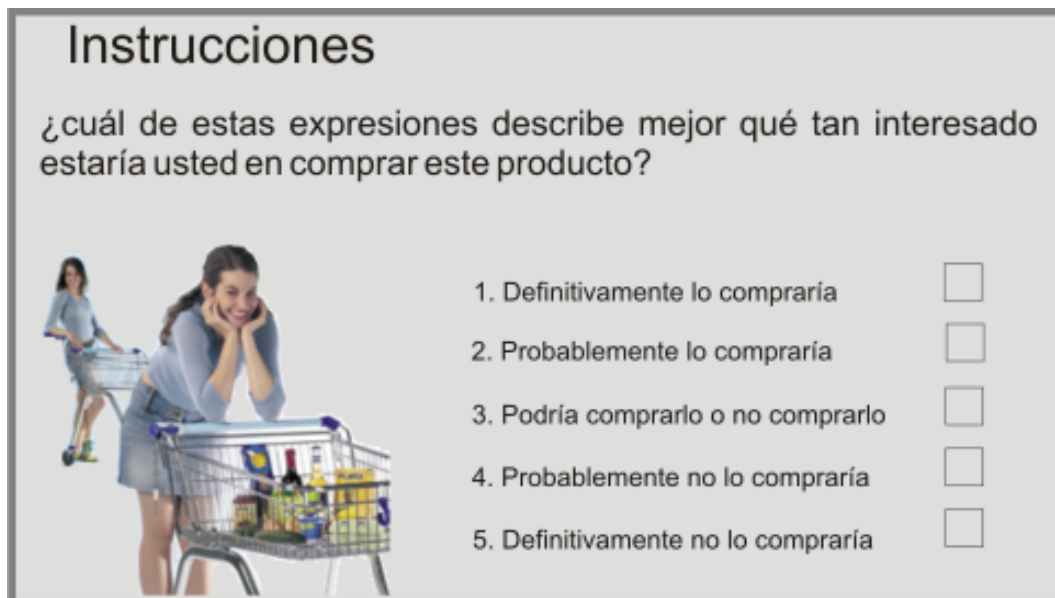 Instrucciones
¿cuál de estas expresiones describe mejor qué tan interesado
estaría usted en comprar este producto?
1. Definitivamente lo compraría
2. Probablemente lo compraría
3. Podría comprarlo o no comprarlo
4. Probablemente no lo compraría
5. Definitivamente no lo compraría